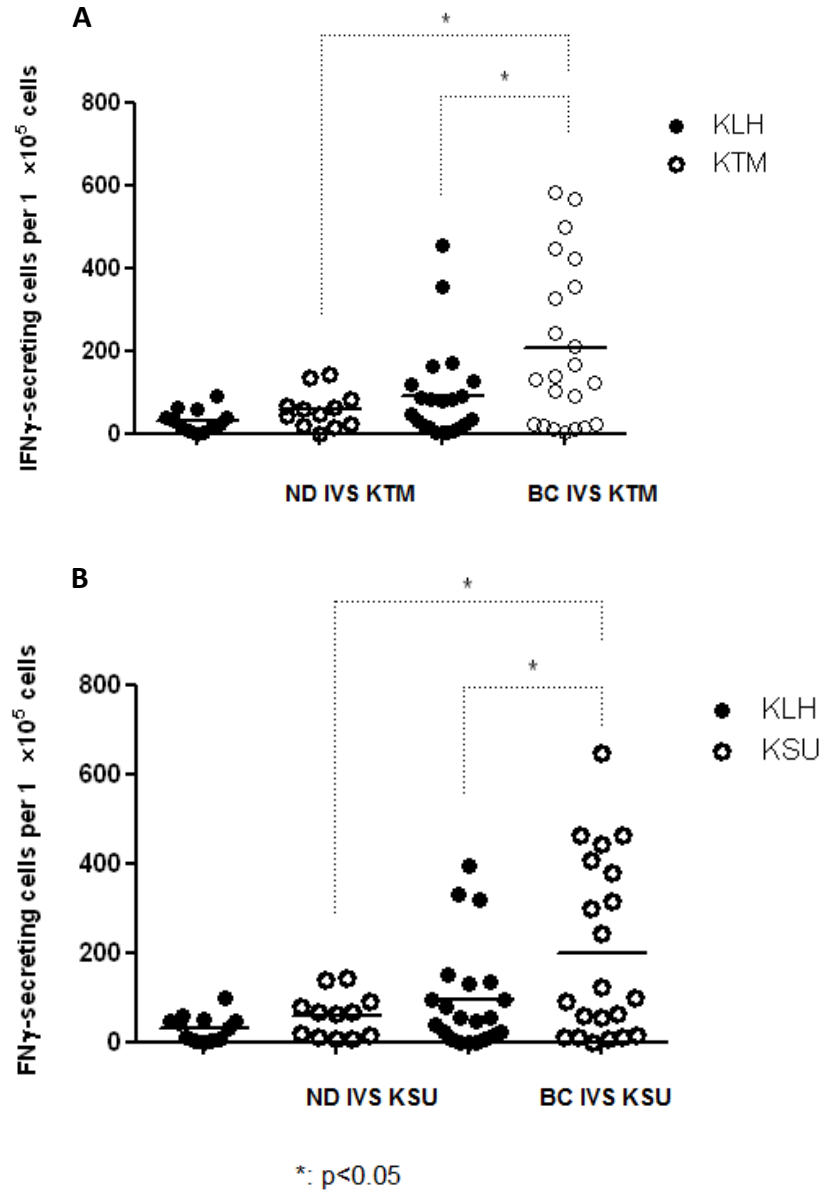 A
*
*
IFNγ-secreting cells per 1 ×10⁵ cells
800
600
400
200
0
KLH
KTM
ND IVS KTM
BC IVS KTM
B
*
*
FNγ-secreting cells per 1 ×10⁵ cells
800
600
400
200
0
KLH
KSU
ND IVS KSU
BC IVS KSU
*: p<0.05